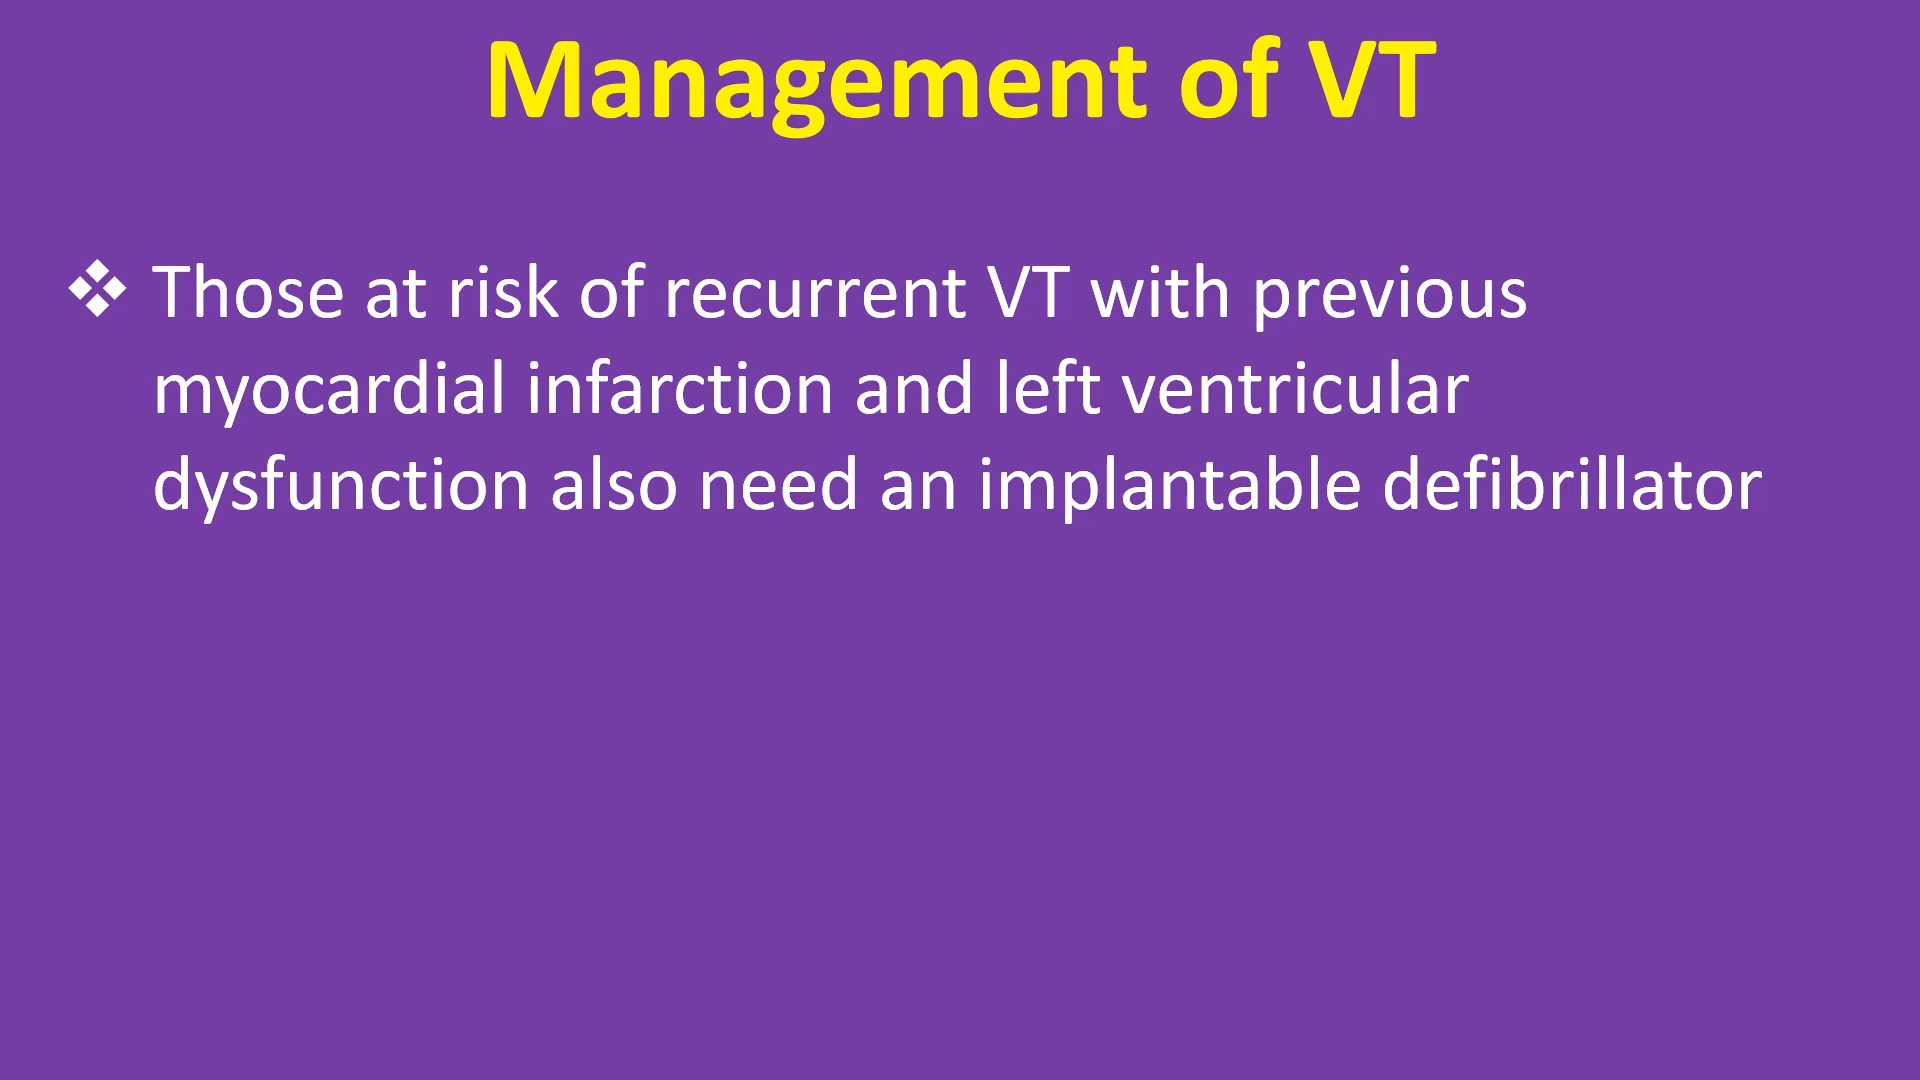 Management of VT
❖ Those at risk of recurrent VT with previous
myocardial infarction and left ventricular
dysfunction also need an implantable defibrillator